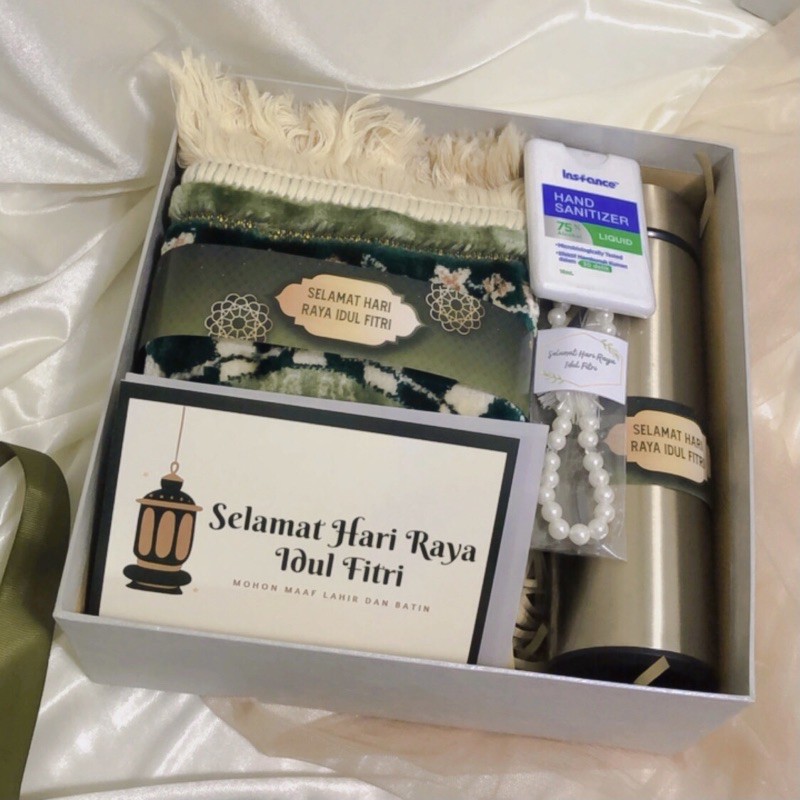 SELAMAT HARI
RAYA IDUL FITRI
Instance
HAND
SANITIZER
75%
LIQUID
Selamat Hari Raya
Idul Fitri
SELAMAT HARI
RAYA IDUL FITRI
Selamat Hari Raya
Idul Fitri
MOHON MAAF LAHIR DAN BATIN